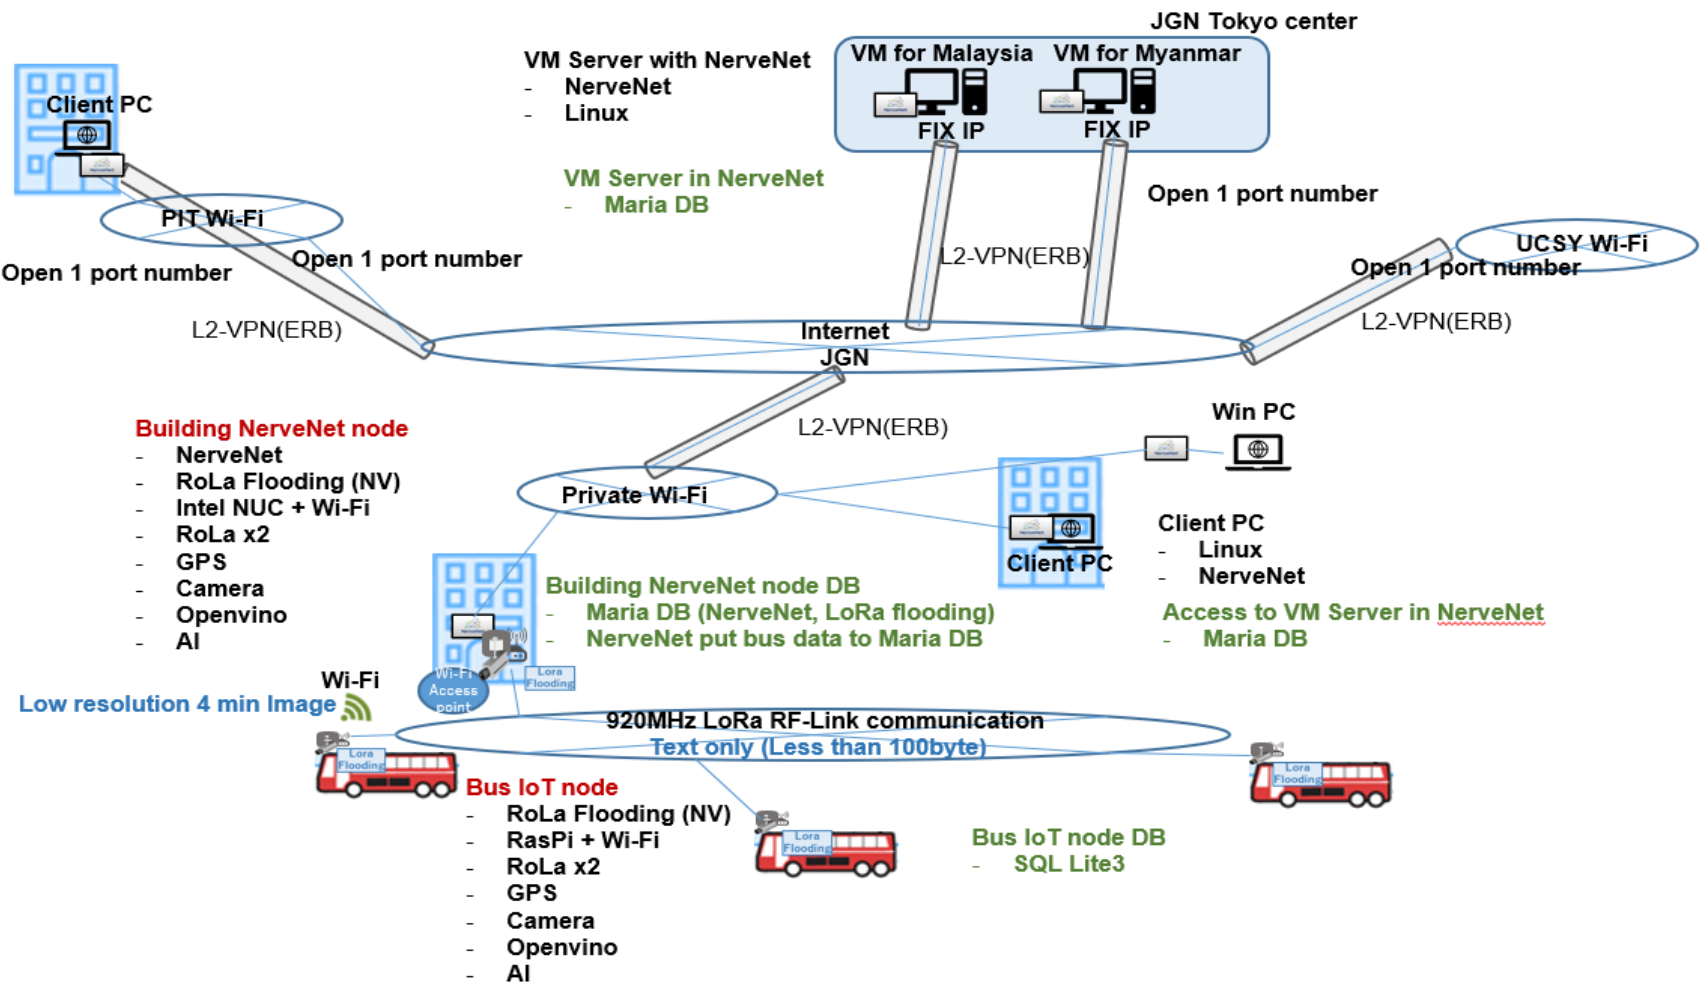 JGN Tokyo center
VM for Malaysia
VM for Myanmar
FIX IP
FIX IP
VM Server with NerveNet
- NerveNet
- Linux
VM Server in NerveNet
- Maria DB
Client PC
PIT Wi-Fi
Open 1 port number
Open 1 port number
L2-VPN(ERB)
L2-VPN(ERB)
Open 1 port number
UCSY Wi-Fi
Open 1 port number
L2-VPN(ERB)
Internet
JGN
L2-VPN(ERB)
Private Wi-Fi
Win PC
Client PC
Client PC
- Linux
- NerveNet
Access to VM Server in NerveNet
- Maria DB
Building NerveNet node
- NerveNet
- RoLa Flooding (NV)
- Intel NUC + Wi-Fi
- RoLa x2
- GPS
- Camera
- Openvino
- AI
Building NerveNet node DB
- Maria DB (NerveNet, LoRa flooding)
- NerveNet put bus data to Maria DB
Wi-Fi
Access
point
Lora
Flooding
Wi-Fi
Low resolution 4 min Image
920MHz LoRa RF-Link communication
Text only (Less than 100byte)
Lora
Flooding
Lora
Flooding
Lora
Flooding
Bus IoT node
- RoLa Flooding (NV)
- RasPi + Wi-Fi
- RoLa x2
- GPS
- Camera
- Openvino
- AI
Bus IoT node DB
- SQL Lite3